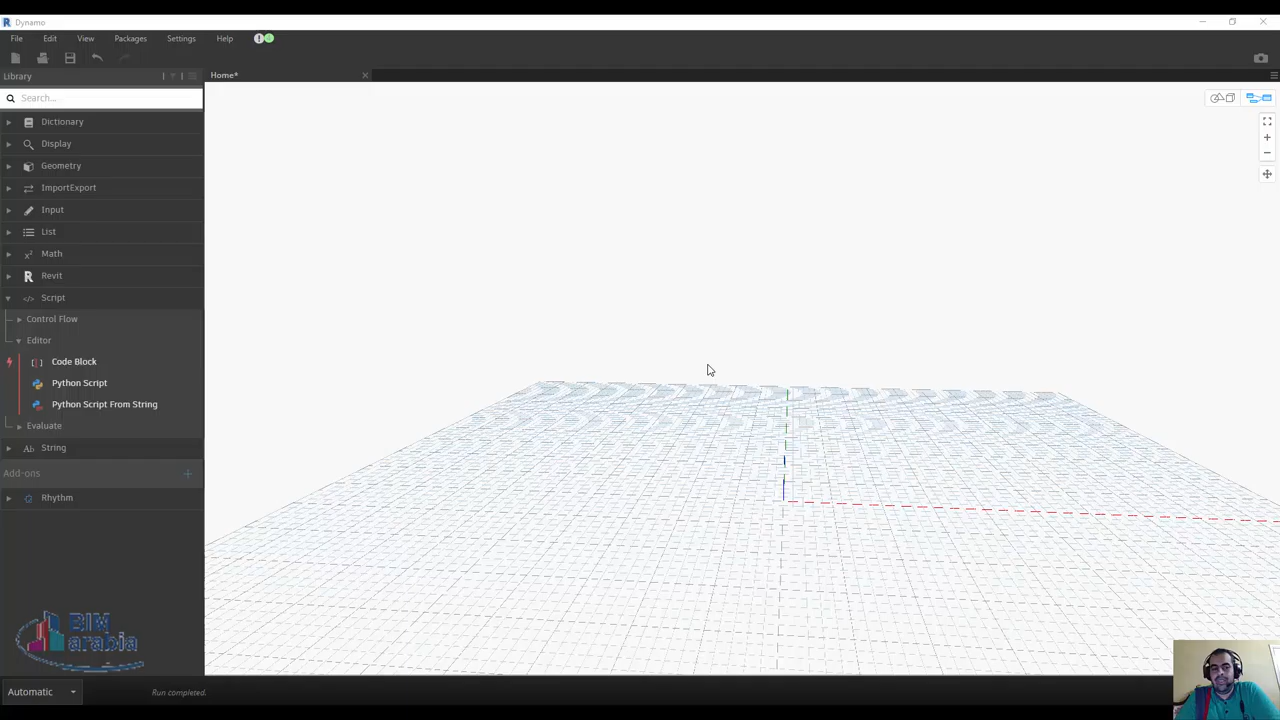 Dynamo
File Edit View Packages Settings Help
Library
Home*
Search...
Dictionary
Display
Geometry
ImportExport
Input
List
Math
Revit
Script
Control Flow
Editor
Code Block
Python Script
Python Script From String
Evaluate
String
Add-ons
Rhythm
BIM
arabia
Automatic
Run completed.